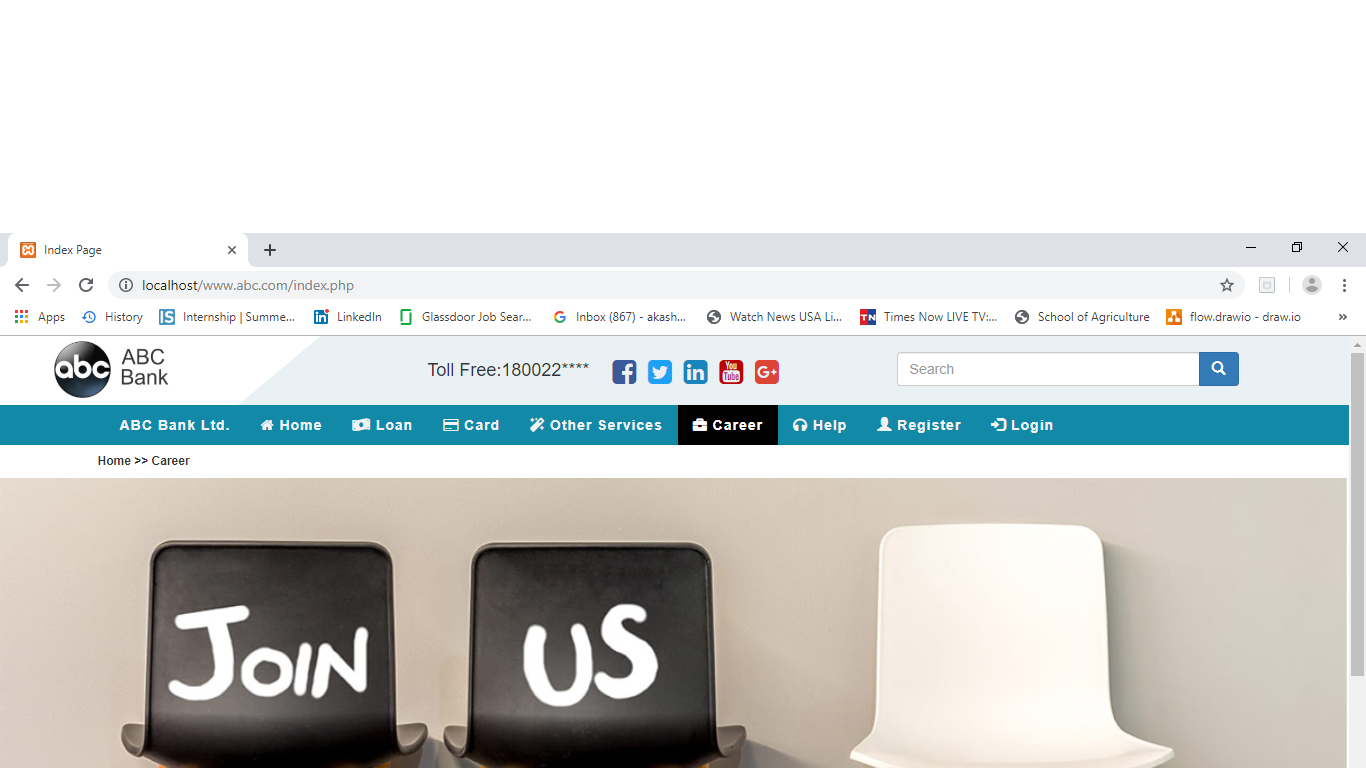 Index Page
localhost/www.abc.com/index.php
Apps History Internship | Summe... LinkedIn Glassdoor Job Sear... Inbox (867) - akash... Watch News USA Li... Times Now LIVE TV:... School of Agriculture flow.drawio - draw.io »
abc ABC
Bank
Toll Free:180022****
You
Tube
G+
Search
ABC Bank Ltd. Home Loan Card Other Services Career Help Register Login
Home >> Career
JOIN US